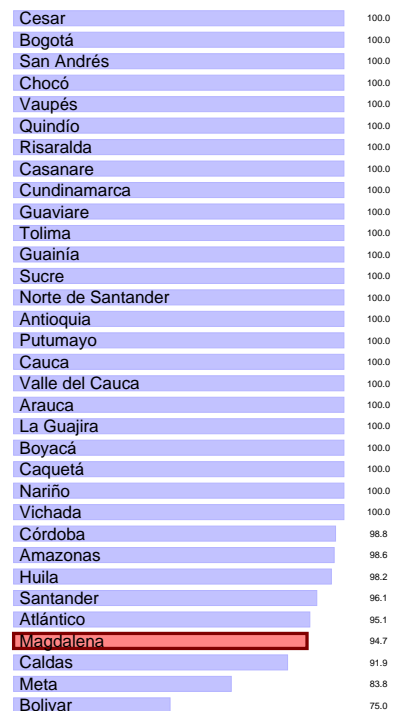 Cesar 100.0
Bogotá 100.0
San Andrés 100.0
Chocó 100.0
Vaupés 100.0
Quindío 100.0
Risaralda 100.0
Casanare 100.0
Cundinamarca 100.0
Guaviare 100.0
Tolima 100.0
Guainía 100.0
Sucre 100.0
Norte de Santander 100.0
Antioquia 100.0
Putumayo 100.0
Cauca 100.0
Valle del Cauca 100.0
Arauca 100.0
La Guajira 100.0
Boyacá 100.0
Caquetá 100.0
Nariño 100.0
Vichada 100.0
Córdoba 98.8
Amazonas 98.6
Huila 98.2
Santander 96.1
Atlántico 95.1
Magdalena 94.7
Caldas 91.9
Meta 83.8
Bolivar 75.0